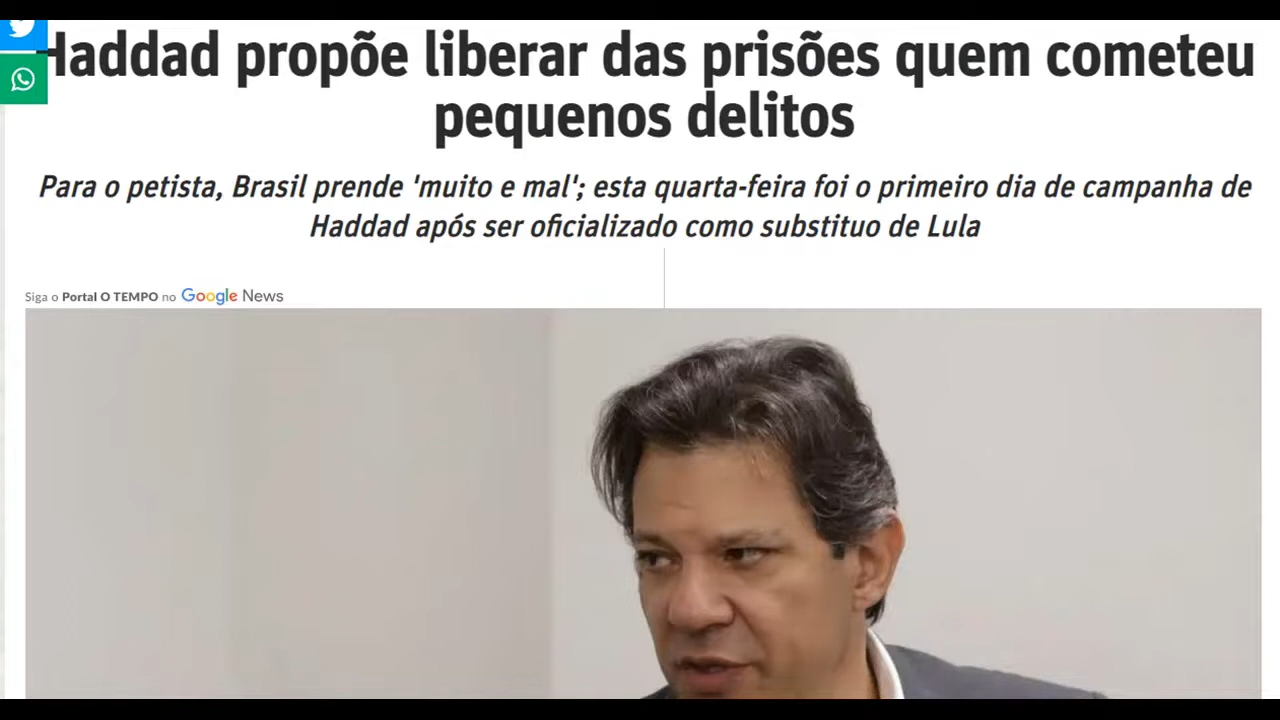 Haddad propõe liberar das prisões quem cometeu
pequenos delitos
Para o petista, Brasil prende 'muito e mal'; esta quarta-feira foi o primeiro dia de campanha de
Haddad após ser oficializado como substituo de Lula
Siga o Portal O TEMPO no Google News